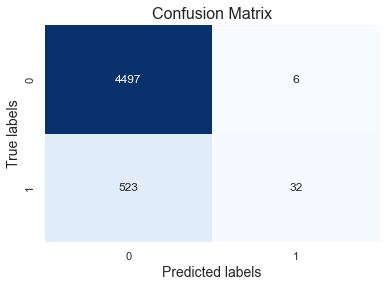 Confusion Matrix
True labels
0
4497
6
1
523
32
0
1
Predicted labels